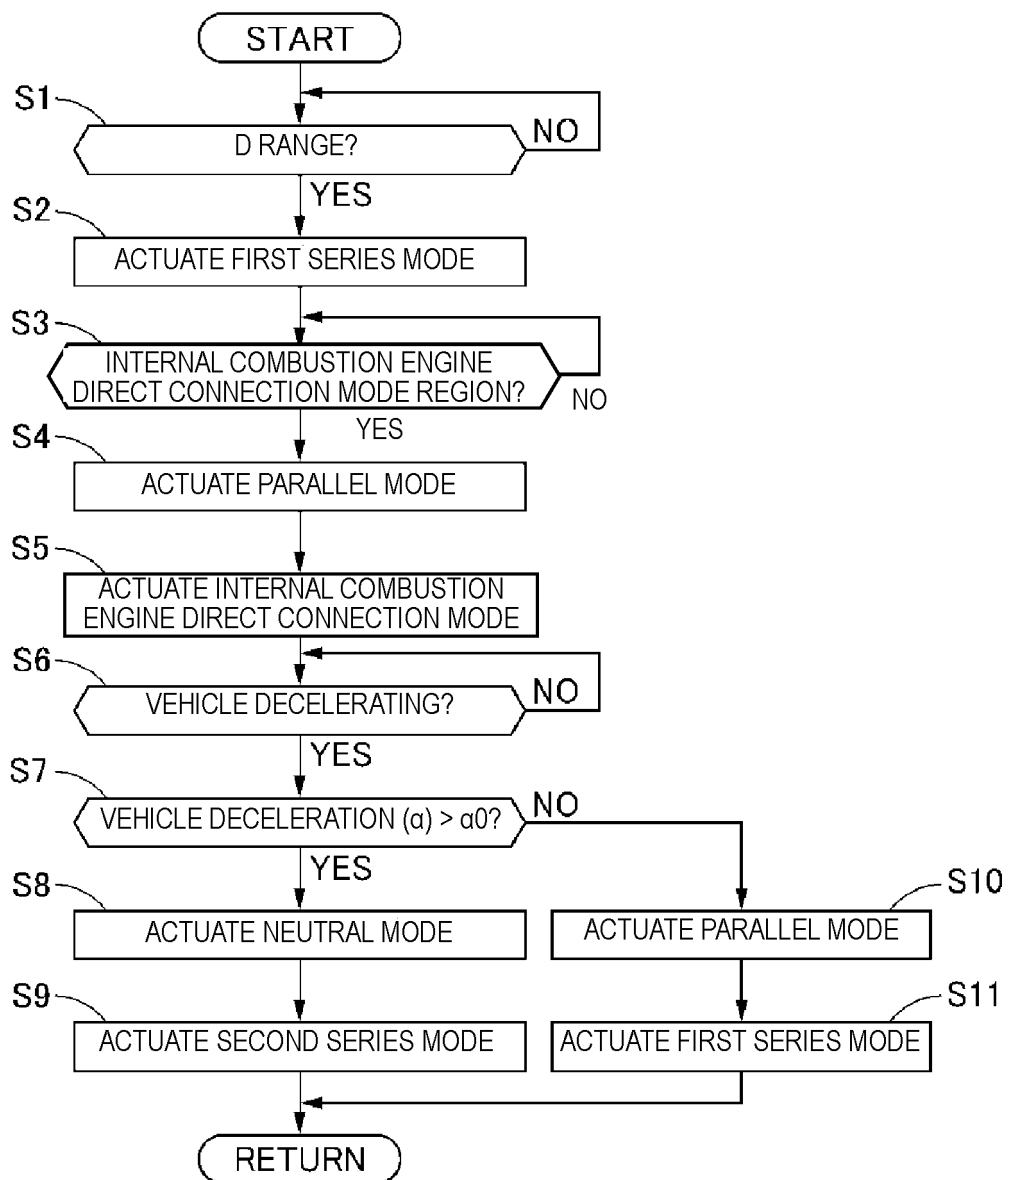 START
S1
D RANGE?
NO
YES
S2
ACTUATE FIRST SERIES MODE
S3
INTERNAL COMBUSTION ENGINE
DIRECT CONNECTION MODE REGION?
NO
YES
S4
ACTUATE PARALLEL MODE
S5
ACTUATE INTERNAL COMBUSTION
ENGINE DIRECT CONNECTION MODE
S6
VEHICLE DECELERATING?
NO
YES
S7
VEHICLE DECELERATION (α) > α0?
NO
YES
S8
ACTUATE NEUTRAL MODE
S10
ACTUATE PARALLEL MODE
S9
ACTUATE SECOND SERIES MODE
S11
ACTUATE FIRST SERIES MODE
RETURN